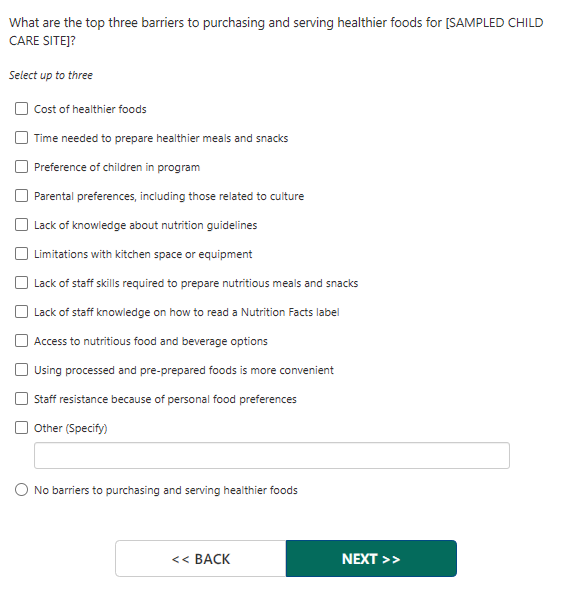 What are the top three barriers to purchasing and serving healthier foods for [SAMPLED CHILD
CARE SITE]?
Select up to three
Cost of healthier foods
Time needed to prepare healthier meals and snacks
Preference of children in program
Parental preferences, including those related to culture
Lack of knowledge about nutrition guidelines
Limitations with kitchen space or equipment
Lack of staff skills required to prepare nutritious meals and snacks
Lack of staff knowledge on how to read a Nutrition Facts label
Access to nutritious food and beverage options
Using processed and pre-prepared foods is more convenient
Staff resistance because of personal food preferences
Other (Specify)
No barriers to purchasing and serving healthier foods
<< BACK
NEXT >>